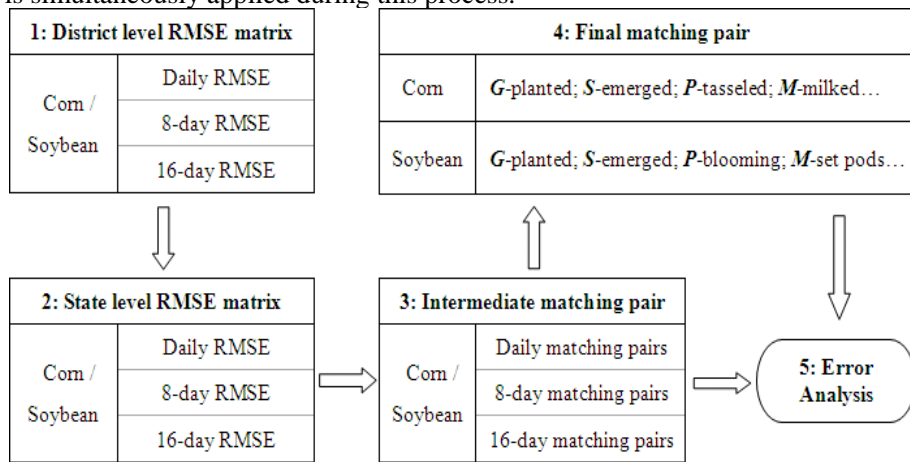 is simultaneously applied during this process.
1: District level RMSE matrix
Corn /
Soybean
Daily RMSE
8-day RMSE
16-day RMSE
4: Final matching pair
Corn
G-planted; S-emerged; P-tasseled; M-milked…
Soybean
G-planted; S-emerged; P-blooming; M-set pods…
2: State level RMSE matrix
Corn /
Soybean
Daily RMSE
8-day RMSE
16-day RMSE
3: Intermediate matching pair
Corn /
Soybean
Daily matching pairs
8-day matching pairs
16-day matching pairs
5: Error
Analysis